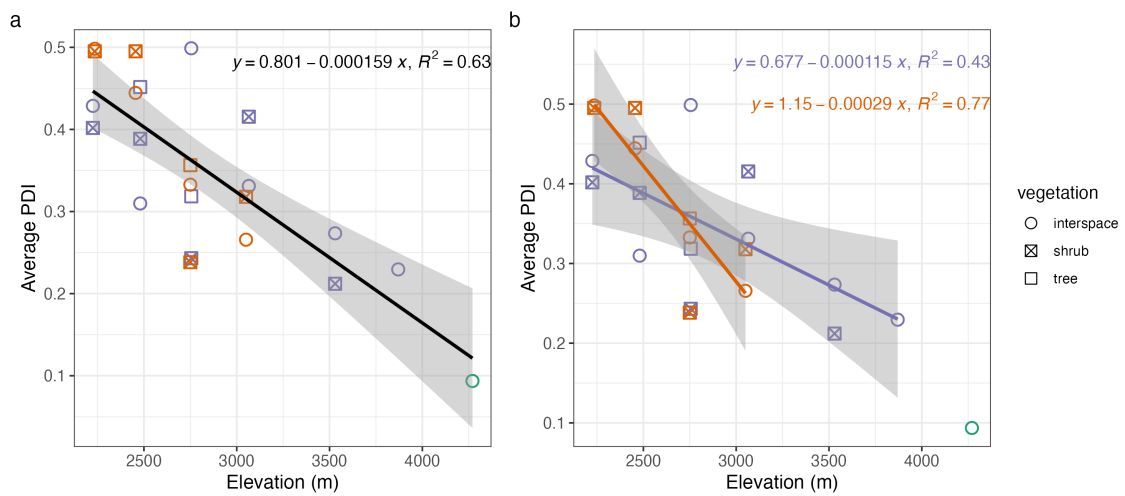 a
y = 0.801 − 0.000159 x, R² = 0.63
0.5
0.4
0.3
0.2
0.1
Average PDI
2500 3000 3500 4000
Elevation (m)
b
y = 0.677 − 0.000115 x, R² = 0.43
y = 1.15 − 0.00029 x, R² = 0.77
0.5
0.4
0.3
0.2
0.1
Average PDI
2500 3000 3500 4000
Elevation (m)
vegetation
interspace
shrub
tree